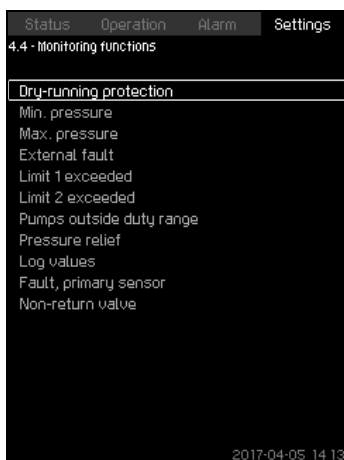 Status Operation Alarm Settings
4.4 - Monitoring functions
Dry-running protection
Min. pressure
Max. pressure
External fault
Limit 1 exceeded
Limit 2 exceeded
Pumps outside duty range
Pressure relief
Log values
Fault, primary sensor
Non-return valve
2017-04-05 14:13